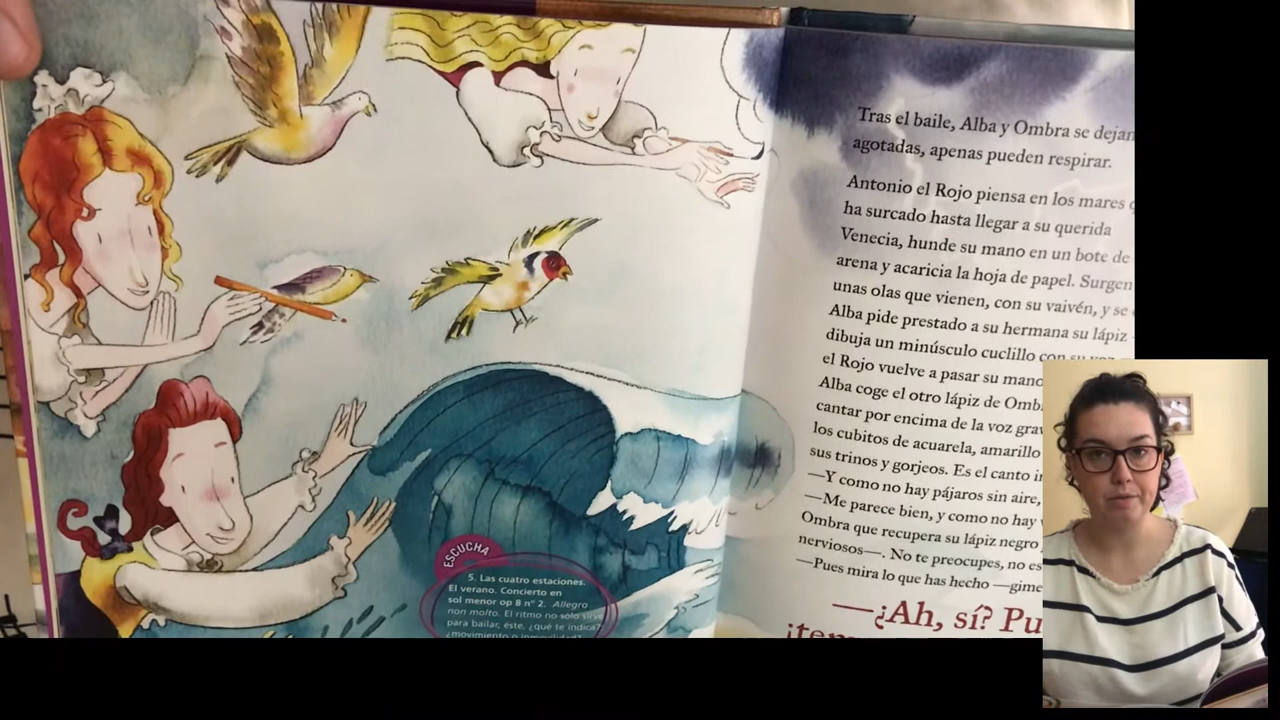 ESCUCHA
5. Las cuatro estaciones.
El verano. Concierto en
sol menor op 8 nº 2. Allegro
non molto. El ritmo no sólo sirve
para bailar, éste, ¿qué te indica?
¿movimiento o inmovilidad?
Tras el baile, Alba y Ombra se dejan
agotadas, apenas pueden respirar.
Antonio el Rojo piensa en los mares q
ha surcado hasta llegar a su querida
Venecia, hunde su mano en un bote de
arena y acaricia la hoja de papel. Surgen
unas olas que vienen, con su vaivén, y se
Alba pide prestado a su hermana su lápiz
dibuja un minúsculo cuclillo con su voz
el Rojo vuelve a pasar su mano
Alba coge el otro lápiz de Omb
cantar por encima de la voz grav
los cubitos de acuarela, amarillo
sus trinos y gorjeos. Es el canto i
—Y como no hay pájaros sin aire,
—Me parece bien, y como no hay
Ombra que recupera su lápiz negro
nerviosos—. No te preocupes, no es
—Pues mira lo que has hecho —gime
—¿Ah, sí? Pu